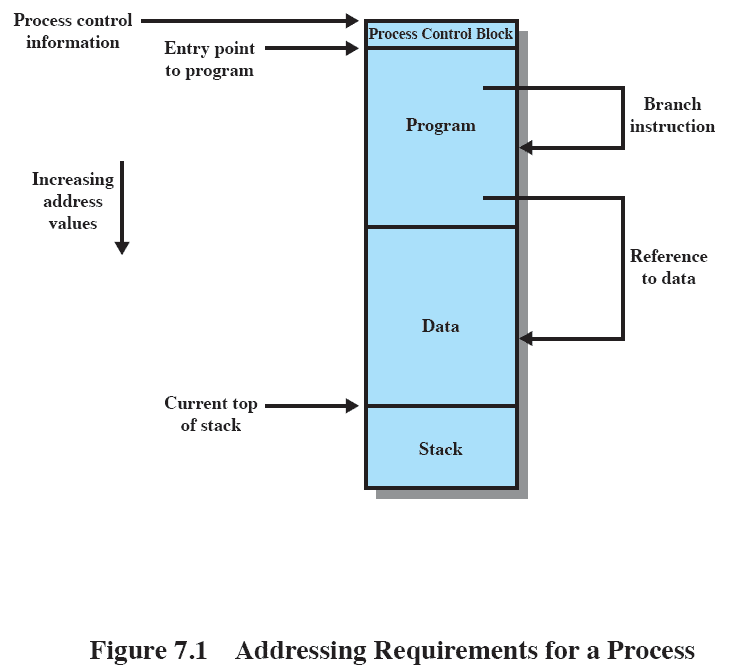 Process control
information
Process Control Block
Entry point
to program
Program
Branch
instruction
Increasing
address
values
Reference
to data
Data
Current top
of stack
Stack
Figure 7.1 Addressing Requirements for a Process